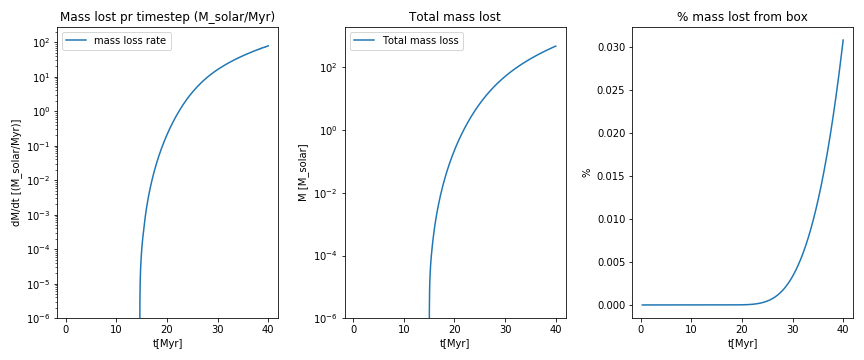 Mass lost pr timestep (M_solar/Myr)
mass loss rate
dM/dt [(M_solar/Myr)]
10²
10¹
10⁰
10⁻¹
10⁻²
10⁻³
10⁻⁴
10⁻⁵
10⁻⁶
0 10 20 30 40
t[Myr]
Total mass lost
Total mass loss
M [M_solar]
10²
10⁰
10⁻²
10⁻⁴
10⁻⁶
0 10 20 30 40
t[Myr]
% mass lost from box
%
0.030
0.025
0.020
0.015
0.010
0.005
0.000
0 10 20 30 40
t[Myr]